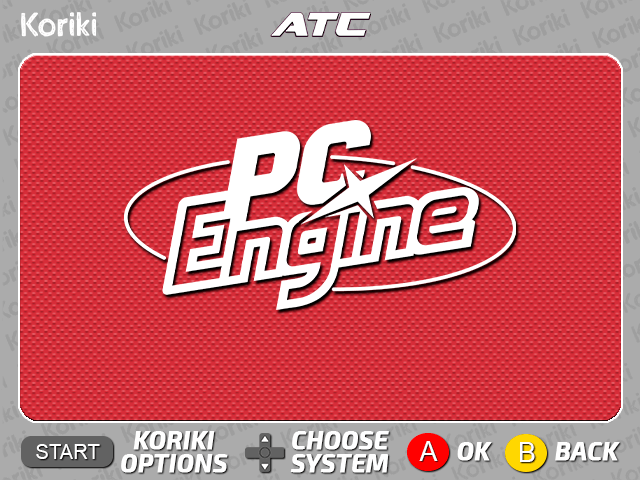 Koriki
ATC
PC
Engine
START
KORIKI
OPTIONS
CHOOSE
SYSTEM
A
OK
B
BACK